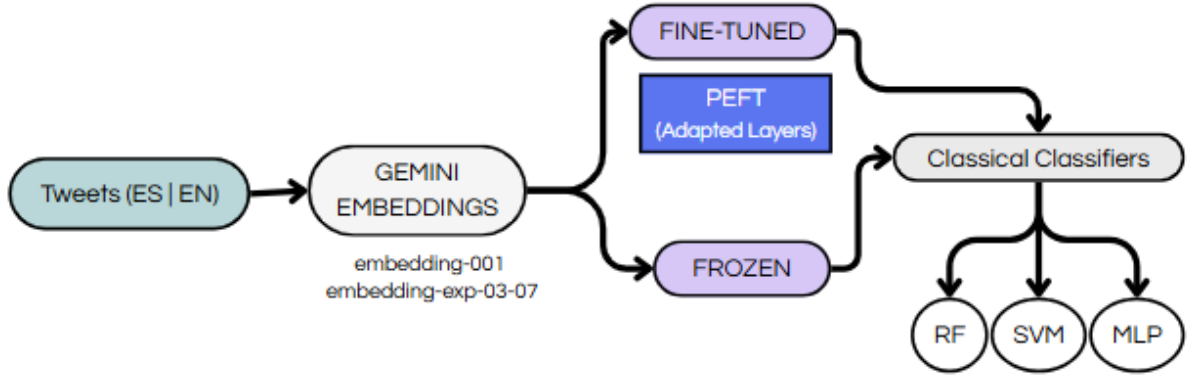 Tweets (ES | EN)
GEMINI
EMBEDDINGS
embedding-001
embedding-exp-03-07
FINE-TUNED
PEFT
(Adapted Layers)
FROZEN
Classical Classifiers
RF
SVM
MLP